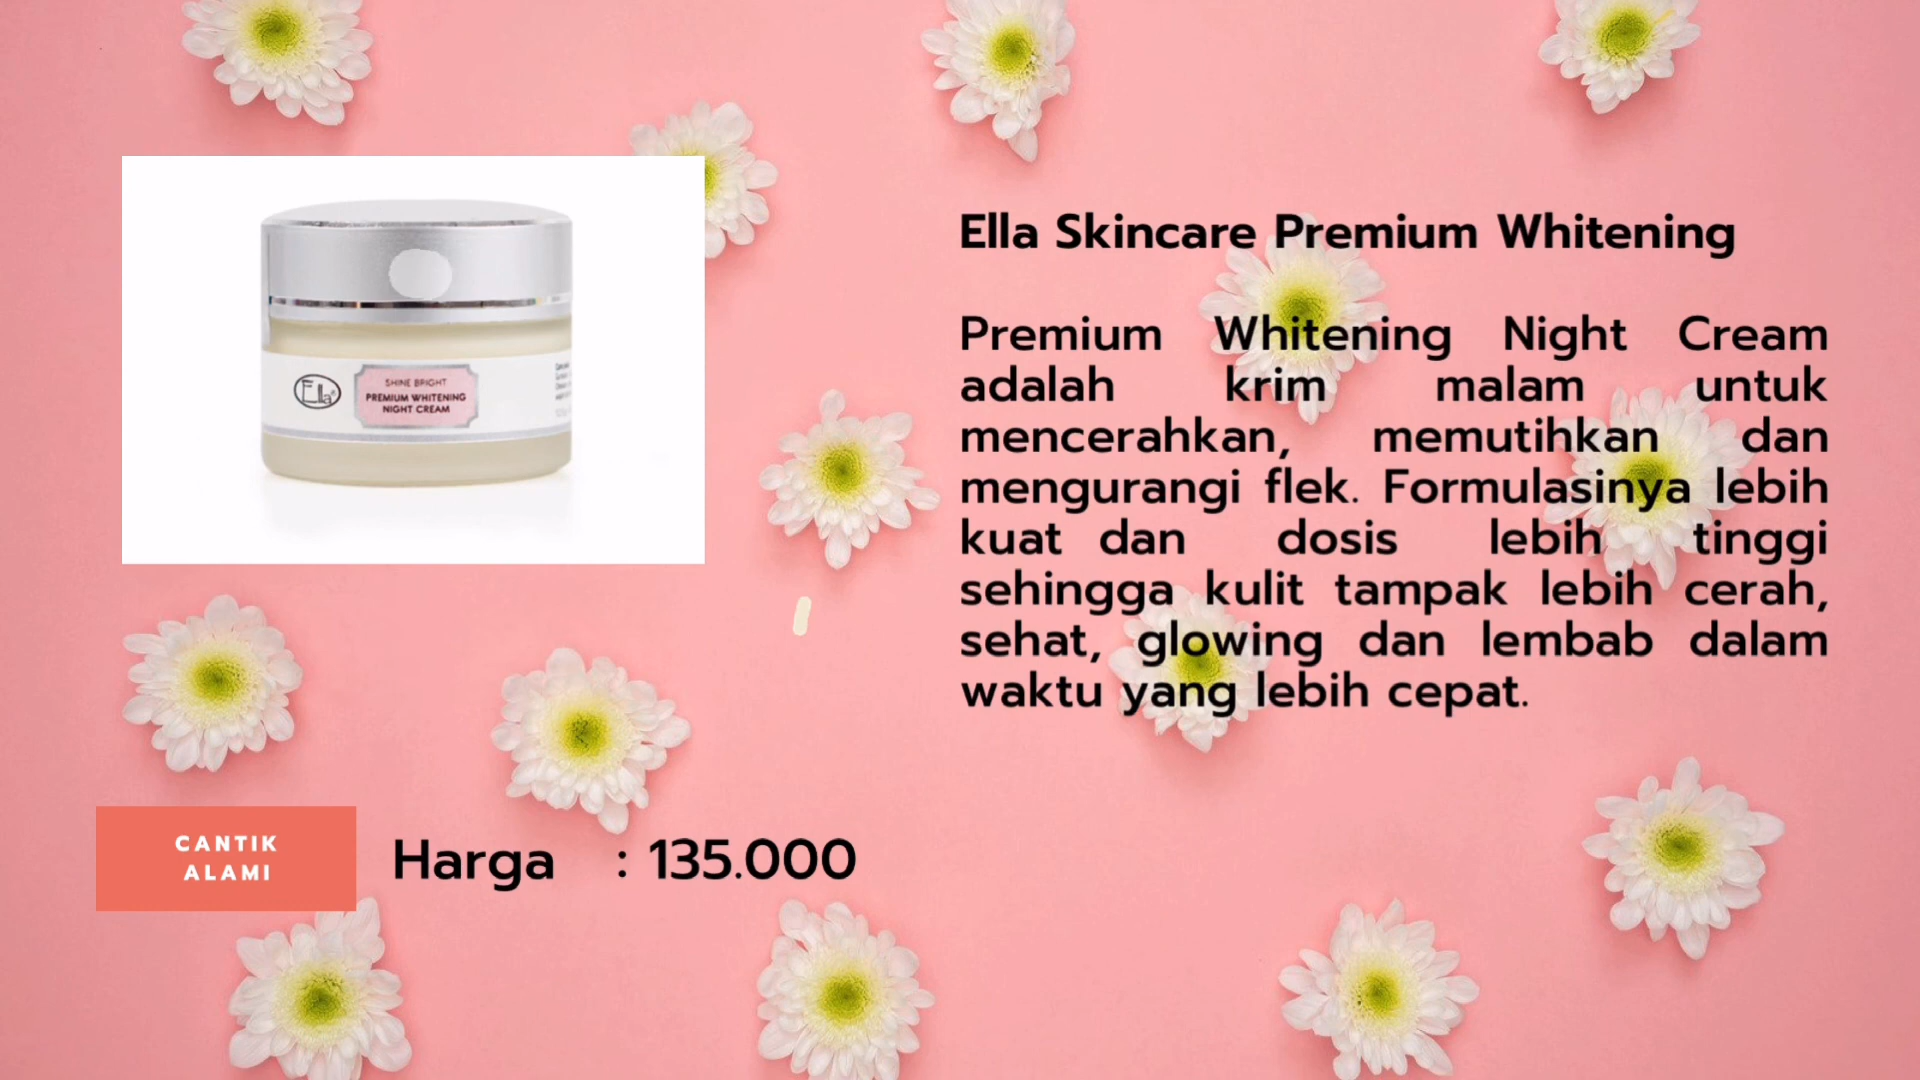 Ella
SHINE BRIGHT
PREMIUM WHITENING
NIGHT CREAM
Ella Skincare Premium Whitening
Premium Whitening Night Cream
adalah krim malam untuk
mencerahkan, memutihkan dan
mengurangi flek. Formulasinya lebih
kuat dan dosis lebih tinggi
sehingga kulit tampak lebih cerah,
sehat, glowing dan lembab dalam
waktu yang lebih cepat.
CANTIK
ALAMI
Harga : 135.000